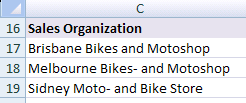 C
16 Sales Organization
17 Brisbane Bikes and Motoshop
18 Melbourne Bikes- and Motoshop
19 Sidney Moto- and Bike Store